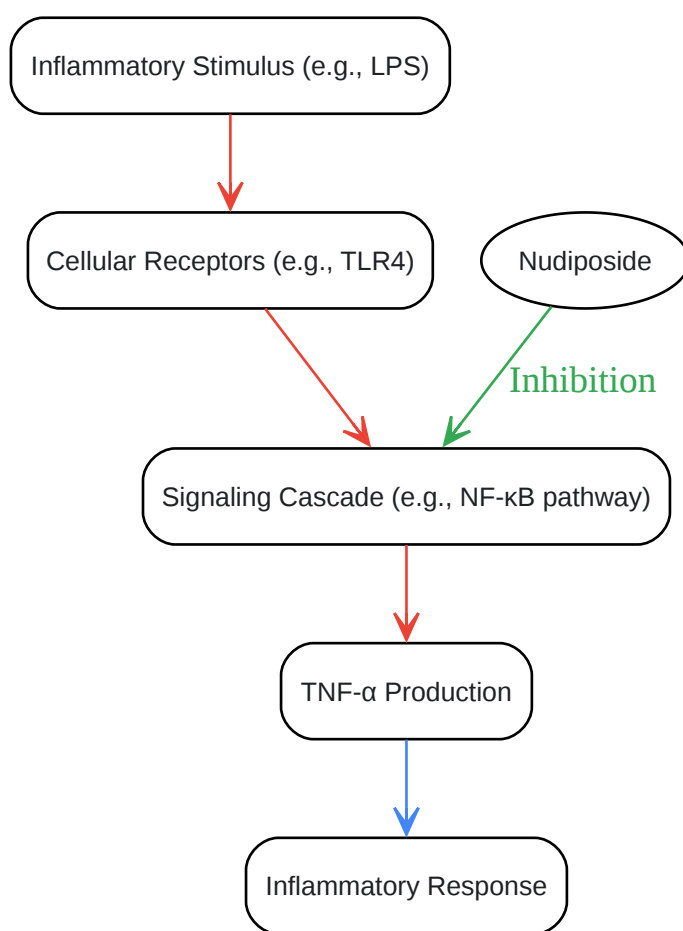 Inflammatory Stimulus (e.g., LPS)
Cellular Receptors (e.g., TLR4)
Nudiposide
Inhibition
Signaling Cascade (e.g., NF-κB pathway)
TNF-α Production
Inflammatory Response